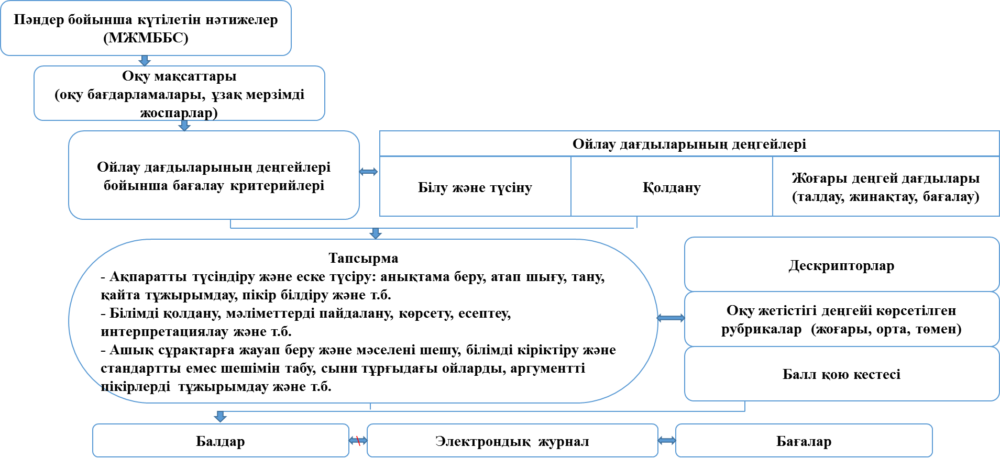 Пәндер бойынша күтілетін нәтижелер
(МЖМББС)
Оқу мақсаттары
(оқу бағдарламалары, ұзақ мерзімді
жоспарлар)
Ойлау дағдыларының деңгейлері
бойынша бағалау критерийлері
Ойлау дағдыларының деңгейлері
Білу және түсіну
Қолдану
Жоғары деңгей дағдылары
(талдау, жинақтау, бағалау)
Тапсырма
- Ақпаратты түсіндіру және еске түсіру: анықтама беру, атап шығу, тану,
қайта тұжырымдау, пікір білдіру және т.б.
- Білімді қолдану, мәліметтерді пайдалану, көрсету, есептеу,
интерпретациялау және т.б.
- Ашық сұрақтарға жауап беру және мәселені шешу, білімді кіріктіру және
стандартты емес шешімін табу, сыни тұрғыдағы ойларды, аргументті
пікірлерді тұжырымдау және т.б.
Дескрипторлар
Оқу жетістігі деңгейі көрсетілген
рубрикалар (жоғары, орта, төмен)
Балл қою кестесі
Балдар
Электрондық журнал
Бағалар